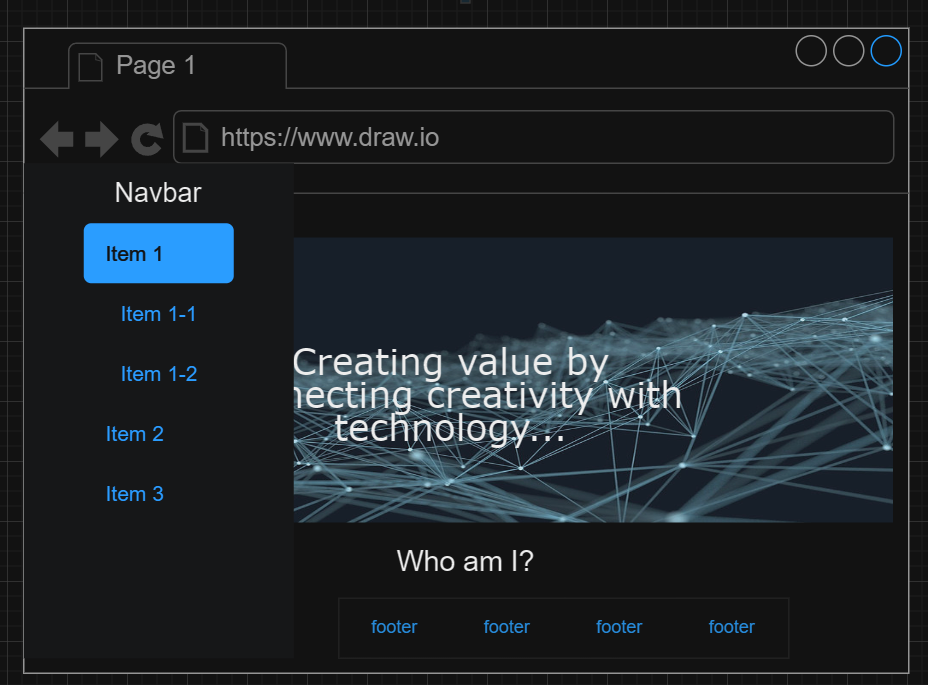 Page 1
https://www.draw.io
Navbar
Item 1
Item 1-1
Item 1-2
Item 2
Item 3
Creating value by
necting creativity with
technology...
Who am I?
footer footer footer footer